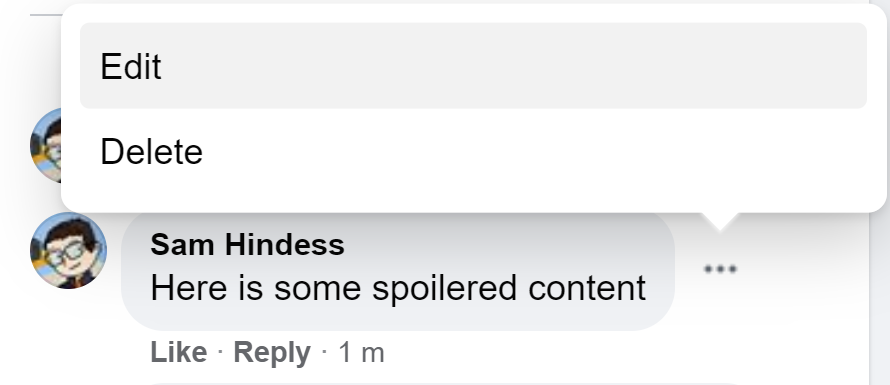 Edit
Delete
Sam Hindess
Here is some spoilered content
Like · Reply · 1 m